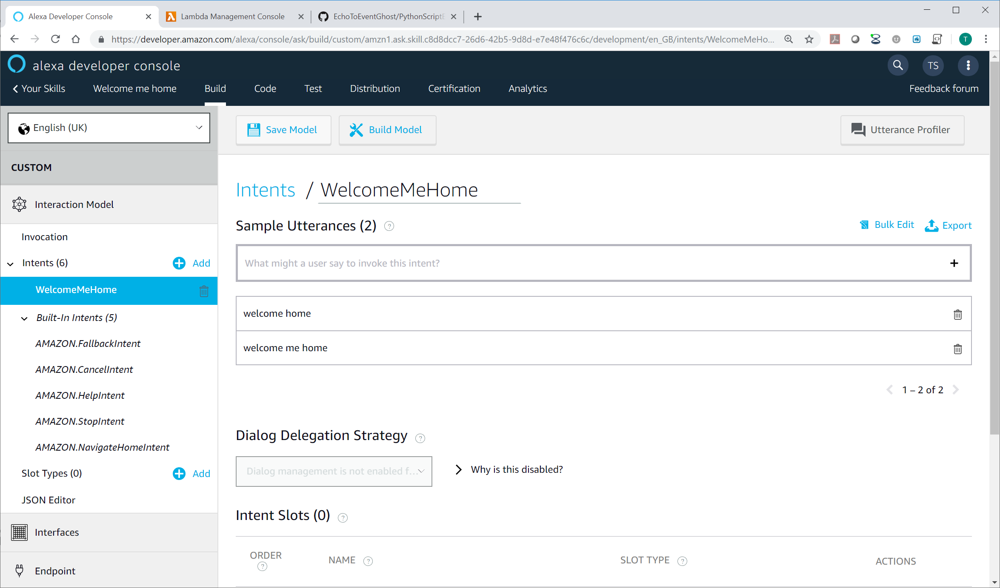 Alexa Developer Console
Lambda Management Console
EchoToEventGhost/PythonScriptE
https://developer.amazon.com/alexa/console/ask/build/custom/amzn1.ask.skill.c8d8dcc7-26d6-42b5-9d8d-e7e48f476c6c/development/en_GB/intents/WelcomeMeHo...
T
alexa developer console
TS
Your Skills
Welcome me home
Build
Code
Test
Distribution
Certification
Analytics
Feedback forum
English (UK)
Save Model
Build Model
Utterance Profiler
CUSTOM
Interaction Model
Invocation
Intents (6)
Add
WelcomeMeHome
Built-In Intents (5)
AMAZON.FallbackIntent
AMAZON.CancelIntent
AMAZON.HelpIntent
AMAZON.StopIntent
AMAZON.NavigateHomeIntent
Slot Types (0)
Add
JSON Editor
Interfaces
Endpoint
Intents / WelcomeMeHome
Sample Utterances (2) ?
Bulk Edit
Export
What might a user say to invoke this intent?
welcome home
welcome me home
1 – 2 of 2
Dialog Delegation Strategy ?
Dialog management is not enabled f...
Why is this disabled?
Intent Slots (0) ?
ORDER ?
NAME ?
SLOT TYPE ?
ACTIONS